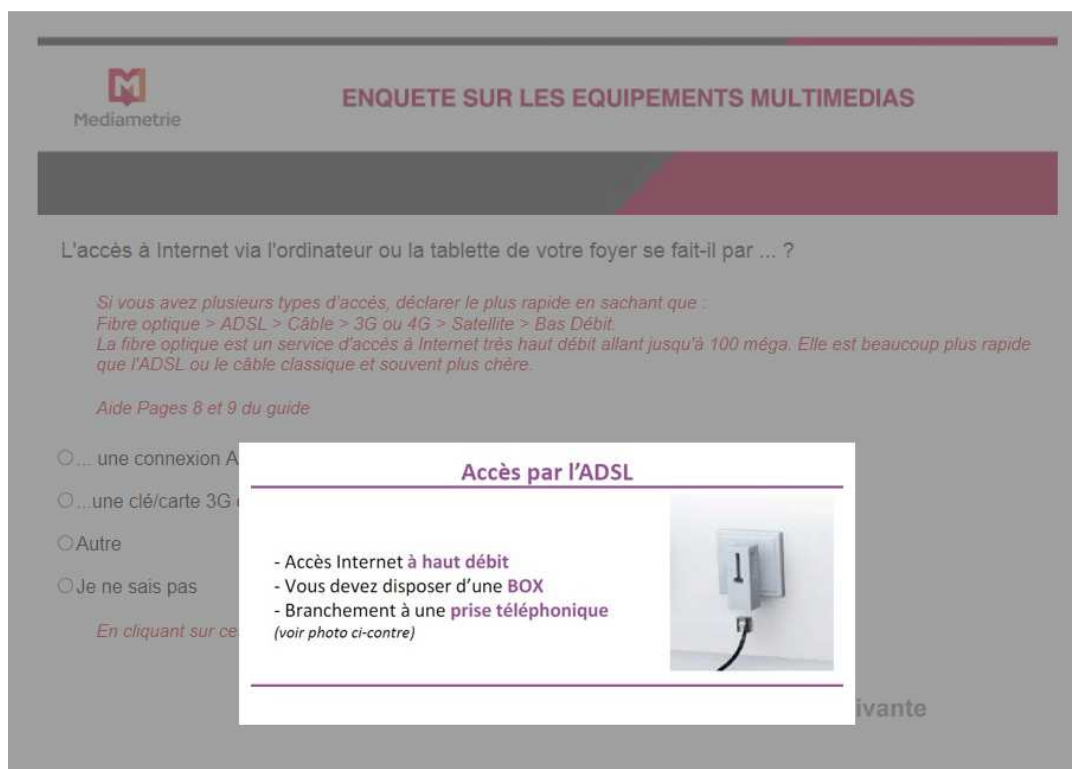 Mediametrie
ENQUETE SUR LES EQUIPEMENTS MULTIMEDIAS
L'accès à Internet via l'ordinateur ou la tablette de votre foyer se fait-il par ... ?
Si vous avez plusieurs types d'accès, déclarer le plus rapide en sachant que :
Fibre optique > ADSL > Câble > 3G ou 4G > Satellite > Bas Débit.
La fibre optique est un service d'accès à Internet très haut débit allant jusqu'à 100 méga. Elle est beaucoup plus rapide
que l'ADSL ou le câble classique et souvent plus chère.
Aide Pages 8 et 9 du guide
... une connexion A
...une clé/carte 3G
Autre
Je ne sais pas
En cliquant sur ce
Accès par l'ADSL
- Accès Internet à haut débit
- Vous devez disposer d'une BOX
- Branchement à une prise téléphonique
(voir photo ci-contre)
ivante